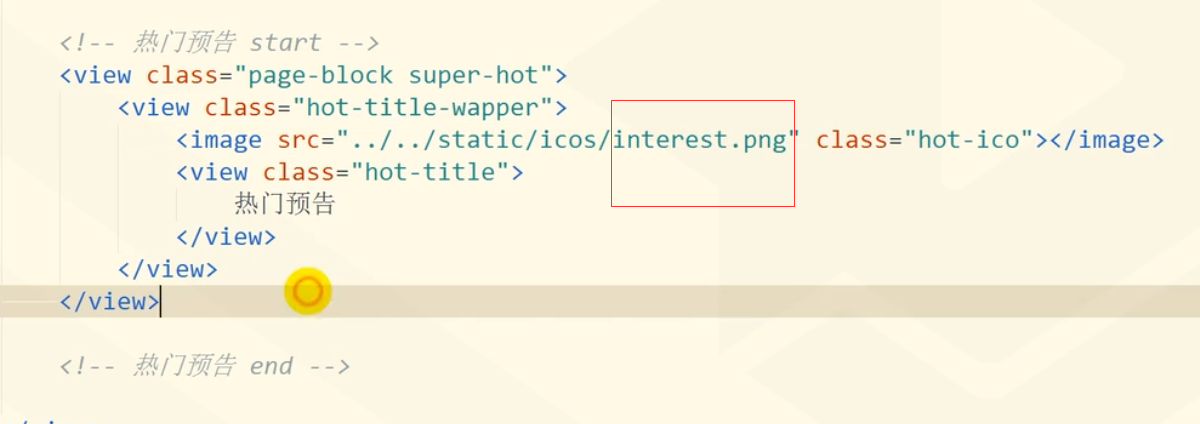 <!-- 热门预告 start -->
<view class="page-block super-hot">
<view class="hot-title-wapper">
<image src="../../static/icos/interest.png" class="hot-ico"></image>
<view class="hot-title">
热门预告
</view>
</view>
</view>
<!-- 热门预告 end -->